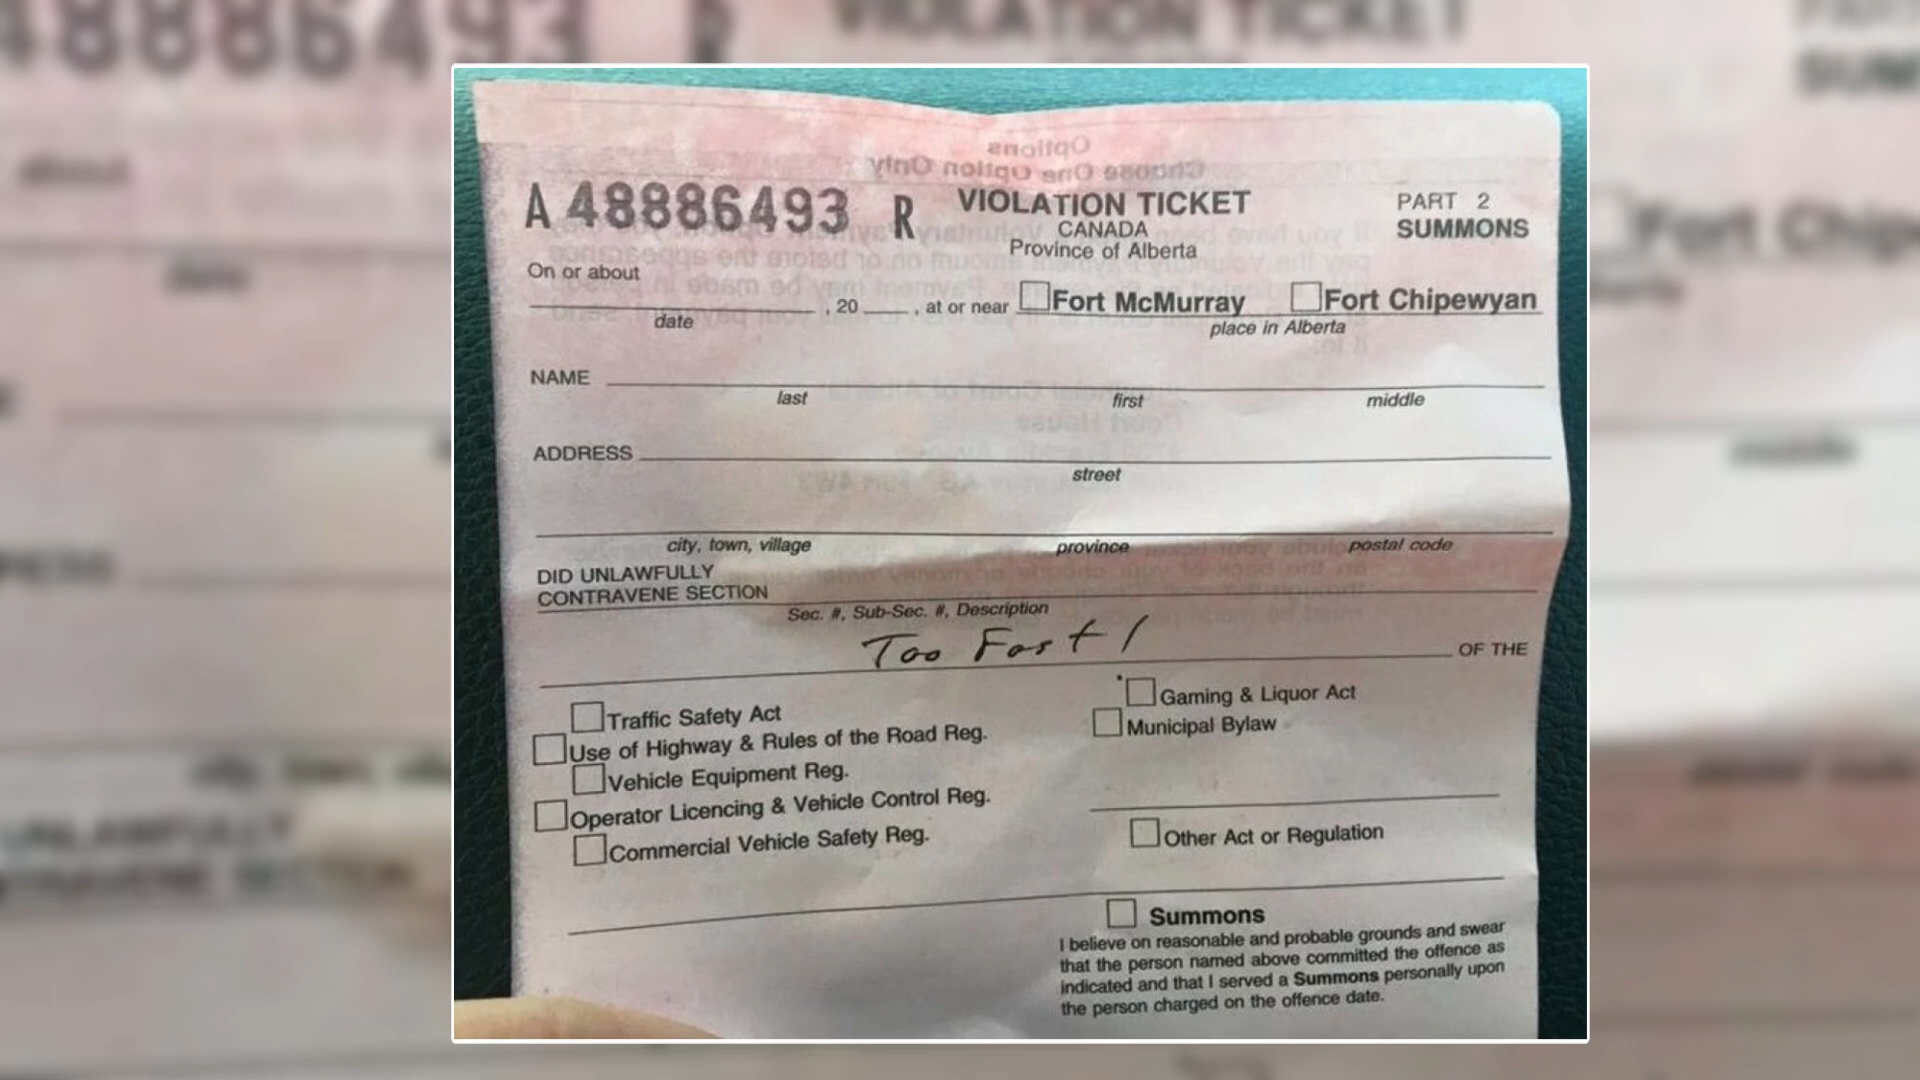 A 48886493 R VIOLATION TICKET PART 2
CANADA SUMMONS
Province of Alberta
On or about
, 20 , at or near Fort McMurray Fort Chipewyan
date place in Alberta
NAME
last first middle
ADDRESS
street
city, town, village province postal code
DID UNLAWFULLY
CONTRAVENE SECTION
Sec. #, Sub-Sec. #, Description
Too Fast!
OF THE
Traffic Safety Act
Use of Highway & Rules of the Road Reg.
Vehicle Equipment Reg.
Operator Licencing & Vehicle Control Reg.
Commercial Vehicle Safety Reg.
Gaming & Liquor Act
Municipal Bylaw
Other Act or Regulation
Summons
I believe on reasonable and probable grounds and swear
that the person named above committed the offence as
indicated and that I served a Summons personally upon
the person charged on the offence date.